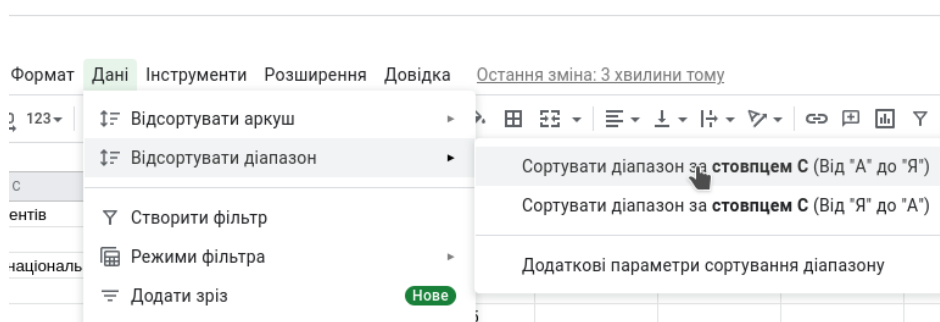 Формат Дані Інструменти Розширення Довідка Остання зміна: 3 хвилини тому
123
Відсортувати аркуш
Відсортувати діапазон
Сортувати діапазон за стовпцем C (Від "А" до "Я")
C
Сортувати діапазон за стовпцем C (Від "Я" до "А")
ентів
Створити фільтр
Режими фільтра
національ
Додаткові параметри сортування діапазону
Додати зріз Нове